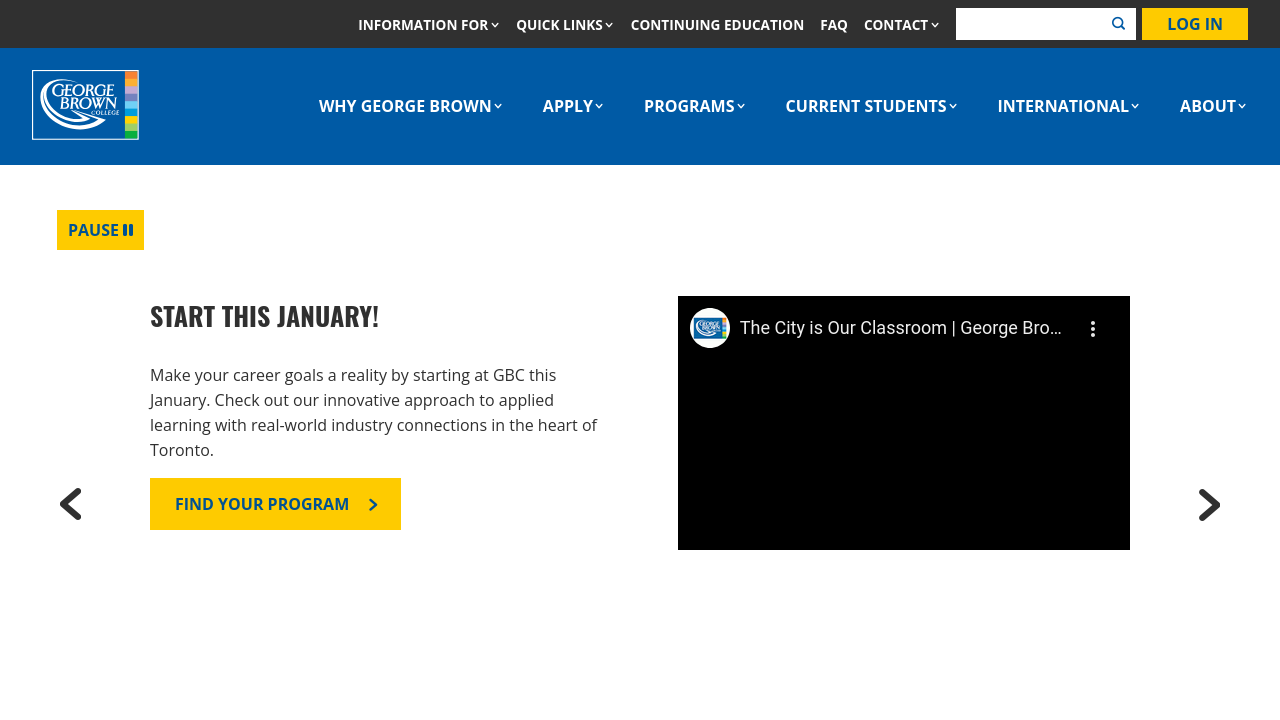 INFORMATION FOR QUICK LINKS CONTINUING EDUCATION FAQ CONTACT LOG IN
GEORGE
BROWN
COLLEGE
WHY GEORGE BROWN APPLY PROGRAMS CURRENT STUDENTS INTERNATIONAL ABOUT
PAUSE
START THIS JANUARY!
Make your career goals a reality by starting at GBC this
January. Check out our innovative approach to applied
learning with real-world industry connections in the heart of
Toronto.
FIND YOUR PROGRAM
GEORGE
BROWN
The City is Our Classroom | George Bro...